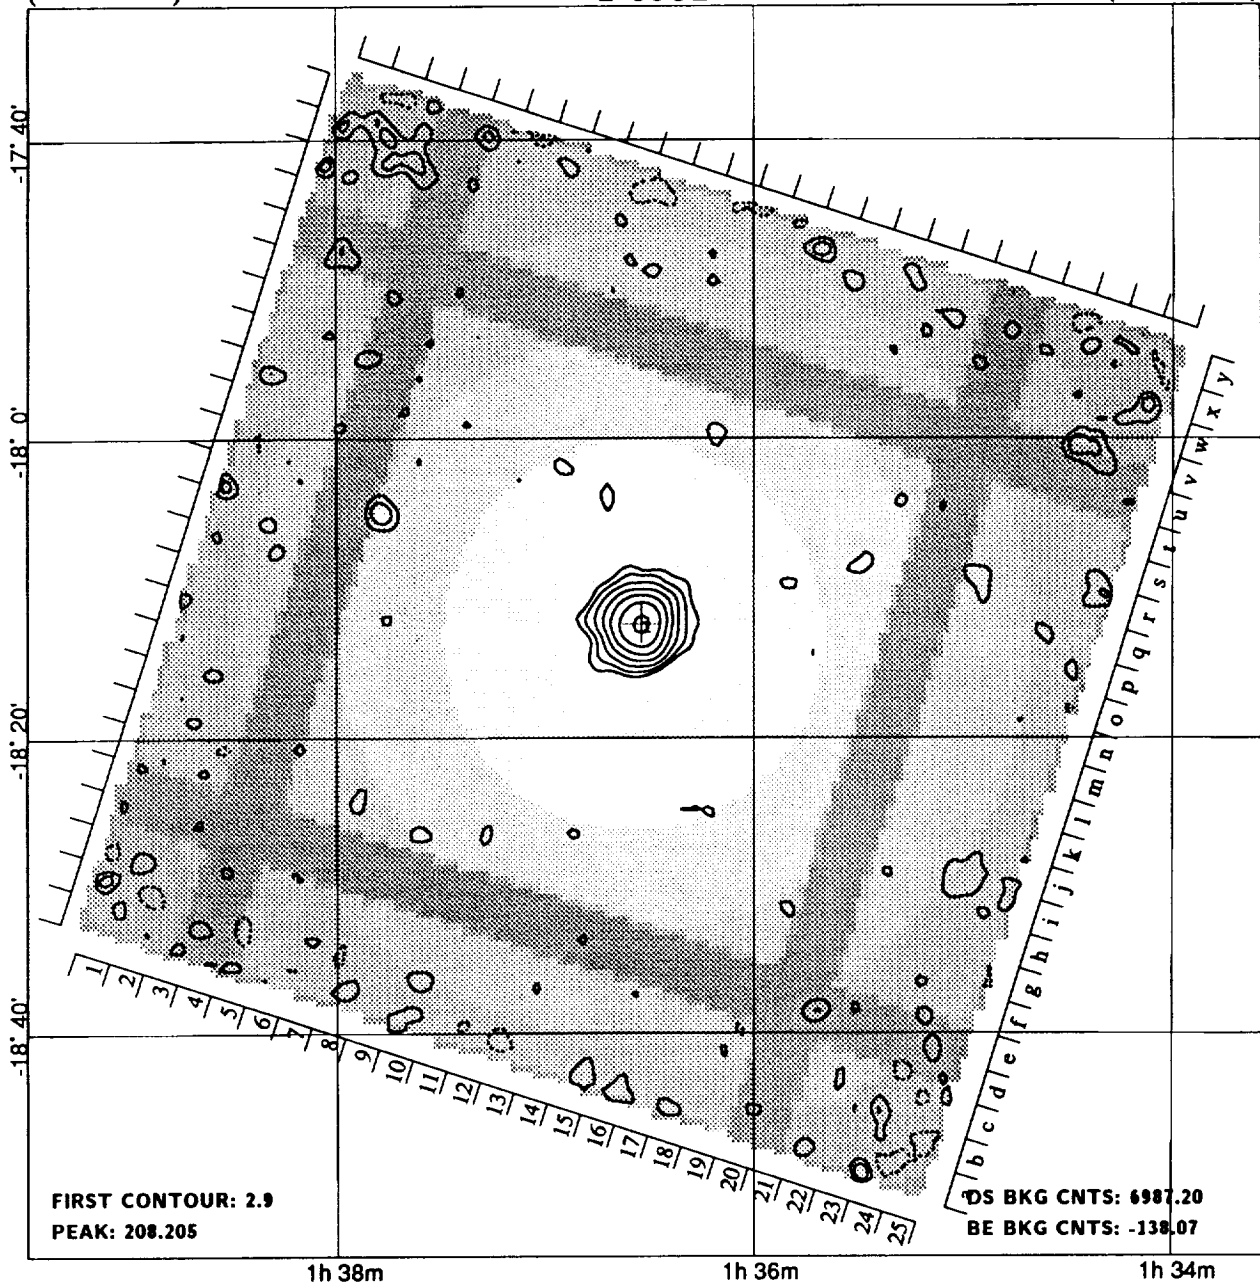 -17° 40'
-18° 0'
-18° 20'
-18° 40'
y
x
w
v
u
t
s
r
q
p
o
n
m
l
k
j
i
h
g
f
e
d
c
b
a
1 2 3 4 5 6 7 8 9 10 11 12 13 14 15 16 17 18 19 20 21 22 23 24 25
FIRST CONTOUR: 2.9
PEAK: 208.205
DS BKG CNTS: 6987.20
BE BKG CNTS: -138.07
1h 38m 1h 36m 1h 34m